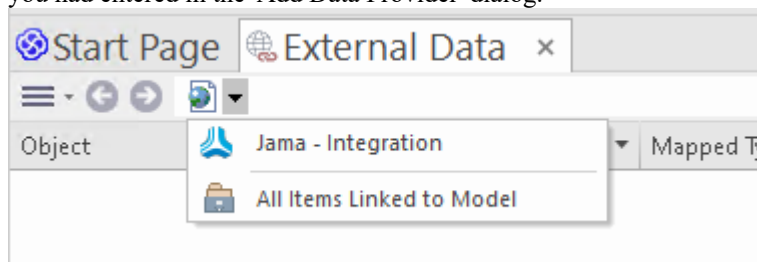 you had entered in the 'Add Data Provider' dialog.
Start Page External Data ×
Object Mapped Ty
Jama - Integration
All Items Linked to Model